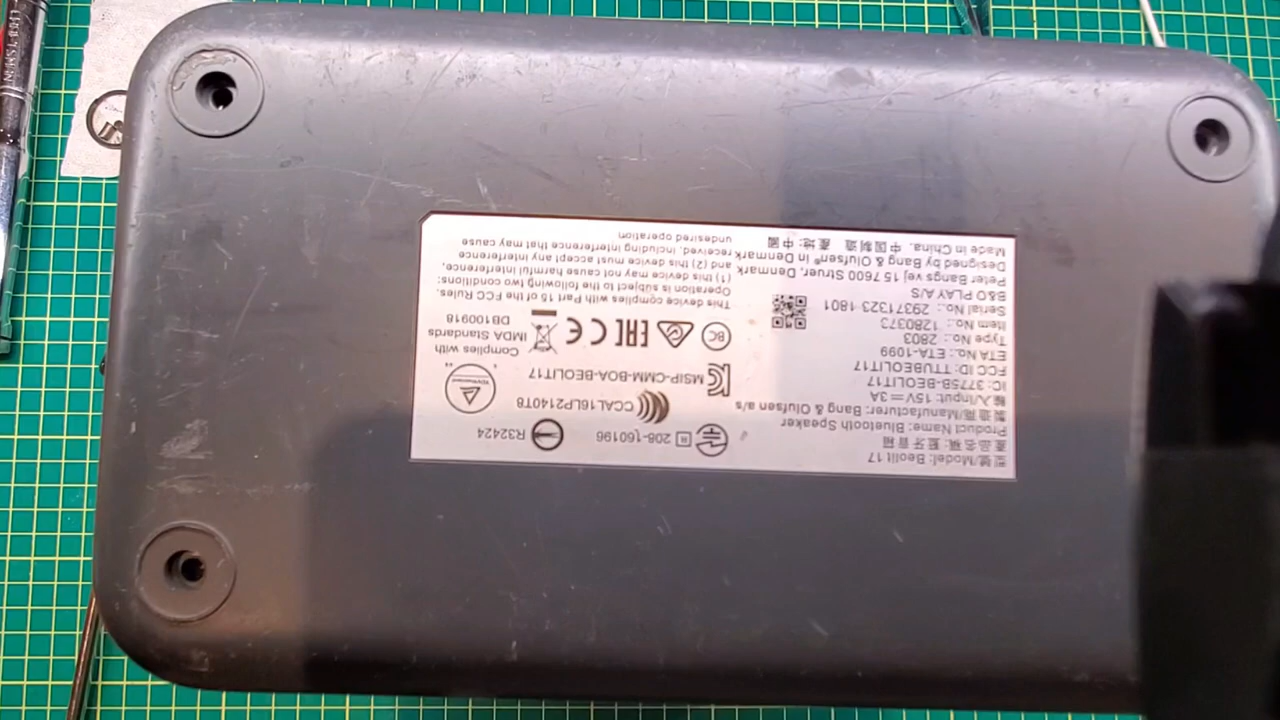 型號/Model: Beolit 17
產品名稱: 藍牙音箱
Product Name: Bluetooth Speaker
製造商/Manufacturer: Bang & Olufsen a/s
輸入/Input: 15V⎓3A
IC: 3775B-BEOLIT17
FCC ID: TTUBEOLIT17
ETA No.: ETA-1099
Type No.: 2803
Item No.: 1280373
Serial No.: 29371323 1801
B&O PLAY A/S
Peter Bangs vej 15 7600 Struer, Denmark
Designed by Bang & Olufsen® in Denmark
Made in China. 中国制造 產地: 中國
R
208-160196
R32424
CCAL16LP2140T8
MSIP-CMM-BOA-BEOLIT17
BC
EAC
CE
Complies with
IMDA Standards
DB100918
This device complies with Part 15 of the FCC Rules.
Operation is subject to the following two conditions:
(1) this device may not cause harmful interference,
and (2) this device must accept any interference
received, including interference that may cause
undesired operation